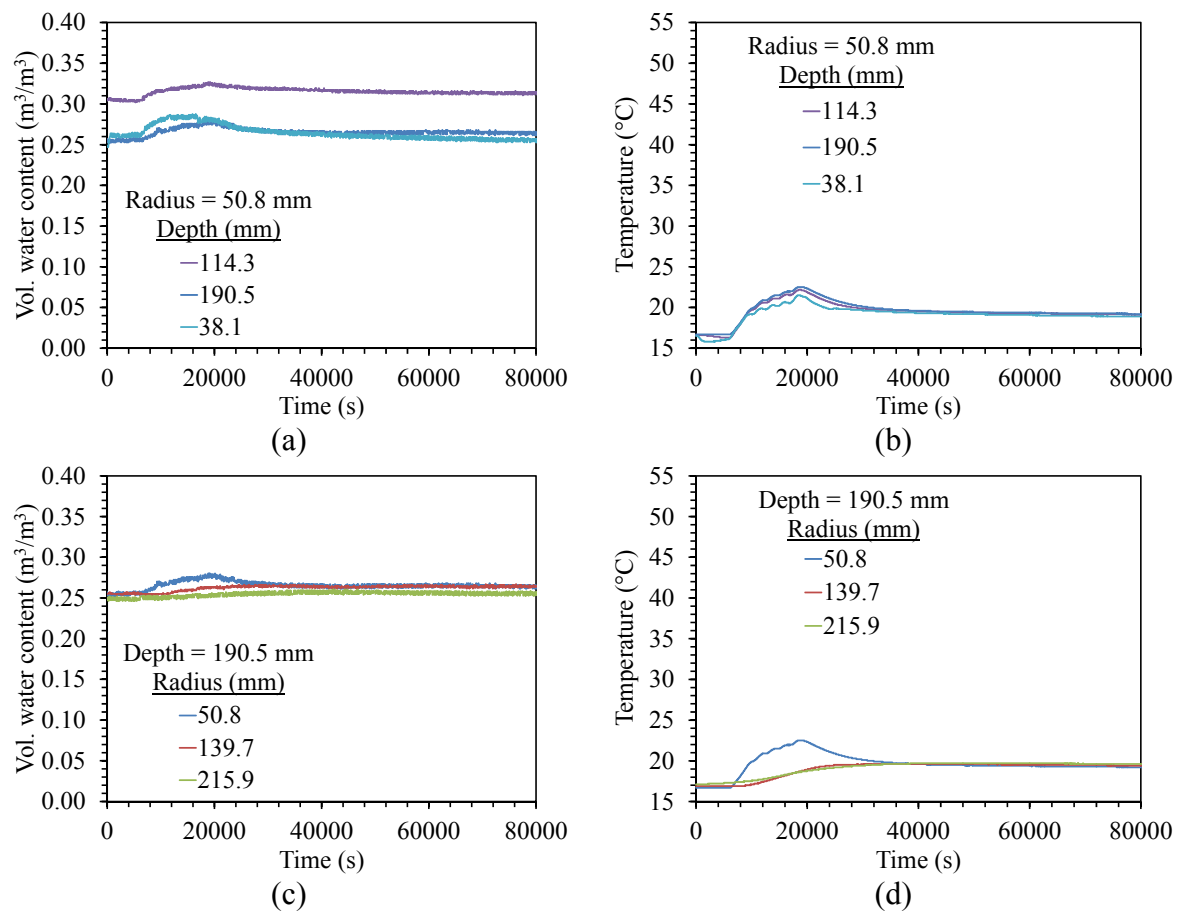 0.40
0.35
0.30
0.25
0.20
0.15
0.10
0.05
0.00
Vol. water content (m³/m³)
Radius = 50.8 mm
Depth (mm)
114.3
190.5
38.1
0 20000 40000 60000 80000
Time (s)
(a)
55
50
45
40
35
30
25
20
15
Temperature (°C)
Radius = 50.8 mm
Depth (mm)
114.3
190.5
38.1
0 20000 40000 60000 80000
Time (s)
(b)
0.40
0.35
0.30
0.25
0.20
0.15
0.10
0.05
0.00
Vol. water content (m³/m³)
Depth = 190.5 mm
Radius (mm)
50.8
139.7
215.9
0 20000 40000 60000 80000
Time (s)
(c)
55
50
45
40
35
30
25
20
15
Temperature (°C)
Depth = 190.5 mm
Radius (mm)
50.8
139.7
215.9
0 20000 40000 60000 80000
Time (s)
(d)